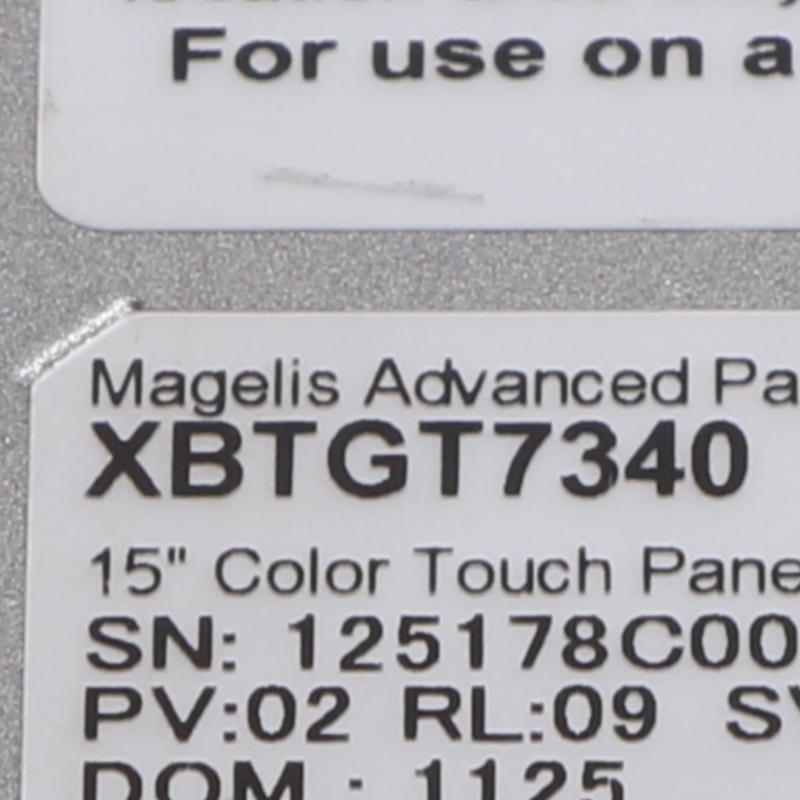 For use on a
Magelis Advanced Pa
XBTGT7340
15" Color Touch Pane
SN: 125178C00
PV:02 RL:09 SV
DOM : 1125